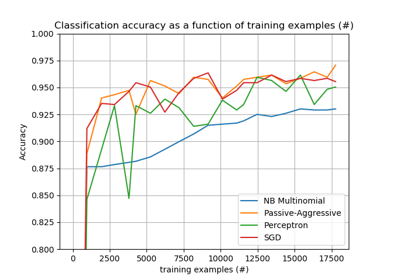 Classification accuracy as a function of training examples (#)
1.000
0.975
0.950
0.925
0.900
0.875
0.850
0.825
0.800
Accuracy
NB Multinomial
Passive-Aggressive
Perceptron
SGD
0 2500 5000 7500 10000 12500 15000 17500
training examples (#)